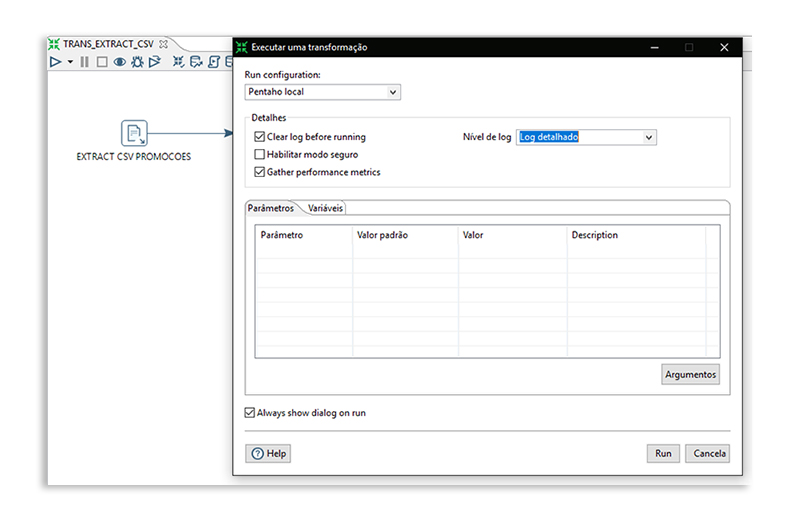 TRANS_EXTRACT_CSV
EXTRACT CSV PROMOCOES
Executar uma transformação
Run configuration:
Pentaho local
Detalhes
Clear log before running
Nível de log
Log detalhado
Habilitar modo seguro
Gather performance metrics
Parâmetros
Variáveis
Parâmetro
Valor padrão
Valor
Description
Argumentos
Always show dialog on run
Help
Run
Cancela